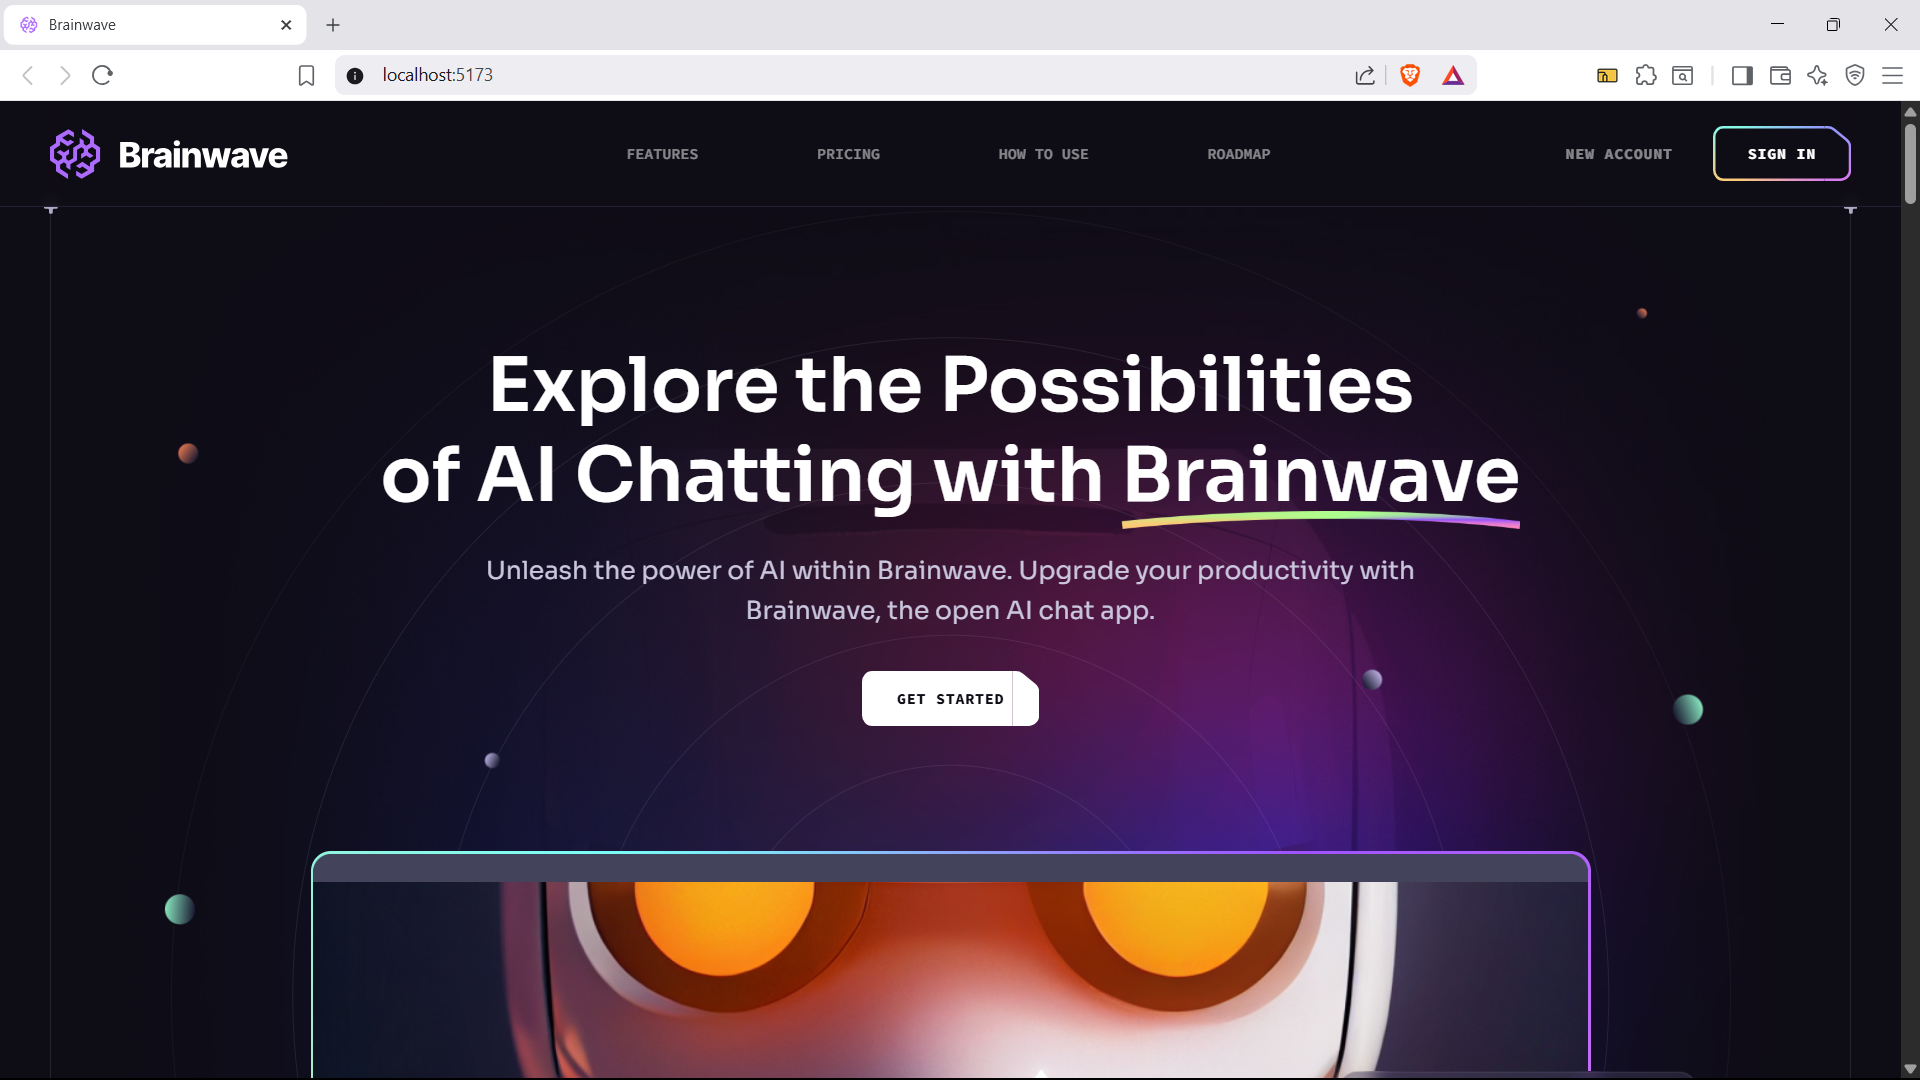 Brainwave
localhost:5173
Brainwave
FEATURES
PRICING
HOW TO USE
ROADMAP
NEW ACCOUNT
SIGN IN
Explore the Possibilities
of AI Chatting with Brainwave
Unleash the power of AI within Brainwave. Upgrade your productivity with
Brainwave, the open AI chat app.
GET STARTED